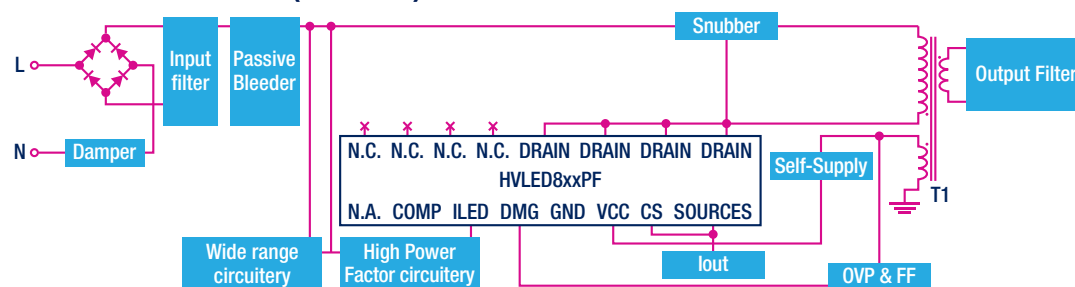 Snubber
L
Input
filter
Passive
Bleeder
Output Filter
N
Damper
N.C. N.C. N.C. N.C. DRAIN DRAIN DRAIN DRAIN
HVLED8xxPF
Self-Supply
T1
N.A. COMP ILED DMG GND VCC CS SOURCES
Wide range
circuitery
High Power
Factor circuitery
Iout
OVP & FF